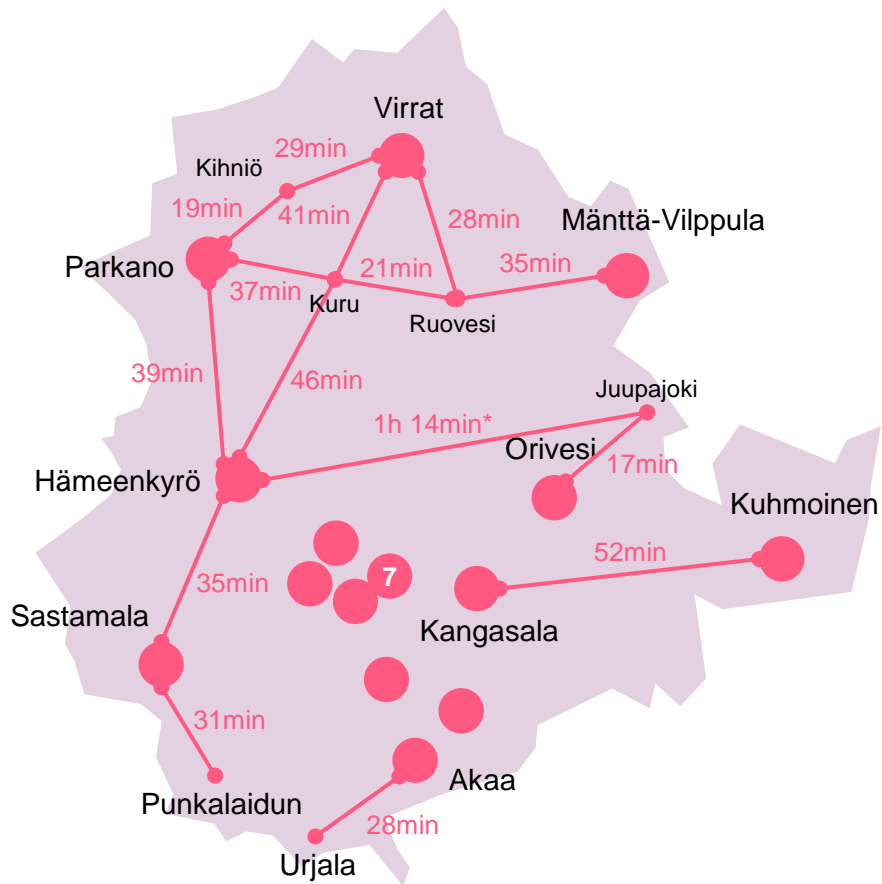 Virrat
29min
Kihniö
19min
41min
28min
Mänttä-Vilppula
Parkano
37min
21min
35min
Kuru
Ruovesi
39min
46min
Juupajoki
1h 14min*
Orivesi
17min
Hämeenkyrö
Kuhmoinen
52min
7
35min
Sastamala
Kangasala
31min
Akaa
Punkalaidun
28min
Urjala